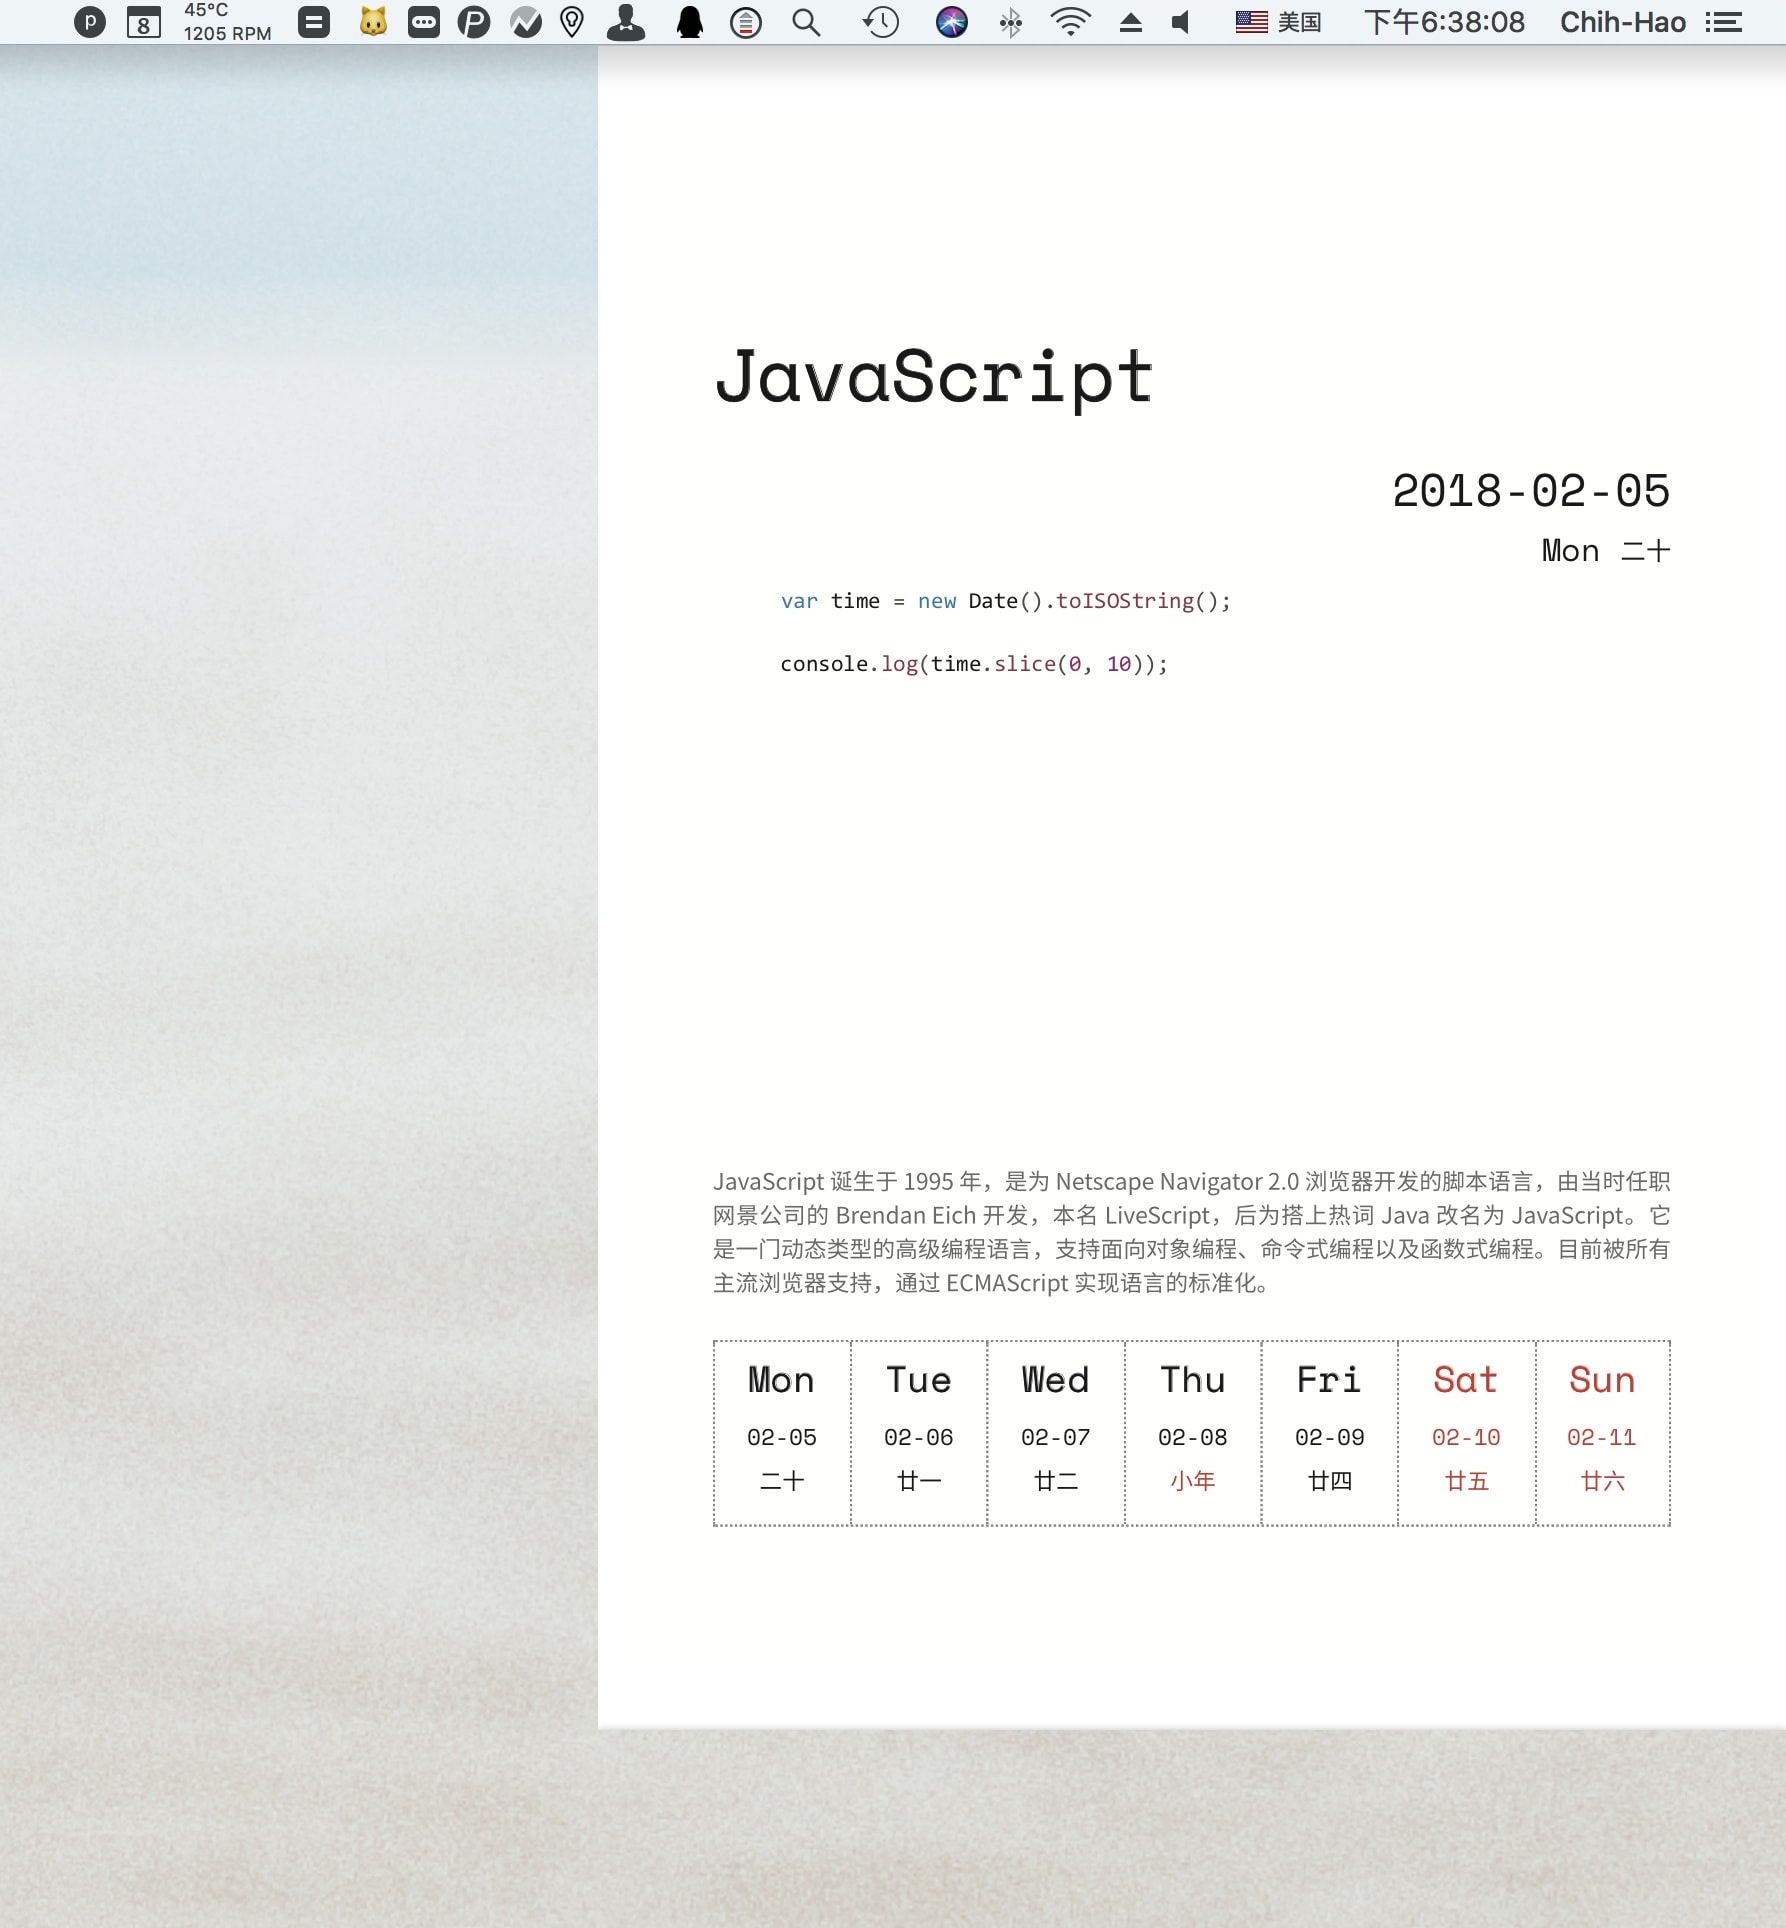 45°C
1205 RPM
8
美国
下午6:38:08
Chih-Hao
JavaScript
2018-02-05
Mon 二十
var time = new Date().toISOString();
console.log(time.slice(0, 10));
JavaScript 诞生于 1995 年，是为 Netscape Navigator 2.0 浏览器开发的脚本语言，由当时任职
网景公司的 Brendan Eich 开发，本名 LiveScript，后为搭上热词 Java 改名为 JavaScript。它
是一门动态类型的高级编程语言，支持面向对象编程、命令式编程以及函数式编程。目前被所有
主流浏览器支持，通过 ECMAScript 实现语言的标准化。
Mon Tue Wed Thu Fri Sat Sun
02-05 02-06 02-07 02-08 02-09 02-10 02-11
二十 廿一 廿二 小年 廿四 廿五 廿六